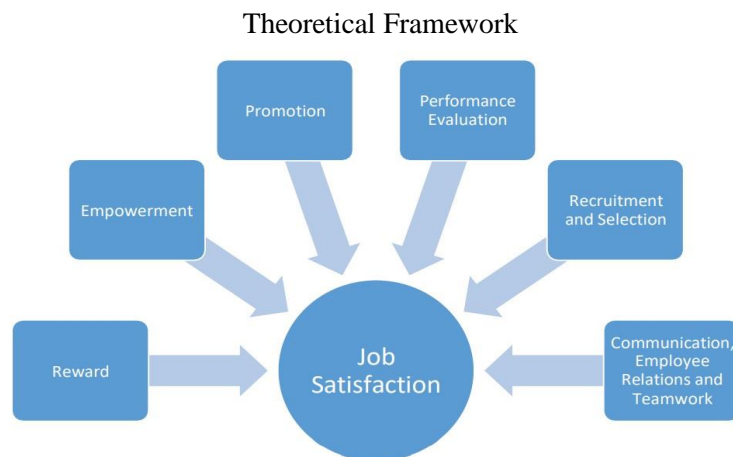 Theoretical Framework
Promotion
Performance
Evaluation
Empowerment
Recruitment
and Selection
Reward
Job
Satisfaction
Communication,
Employee
Relations and
Teamwork